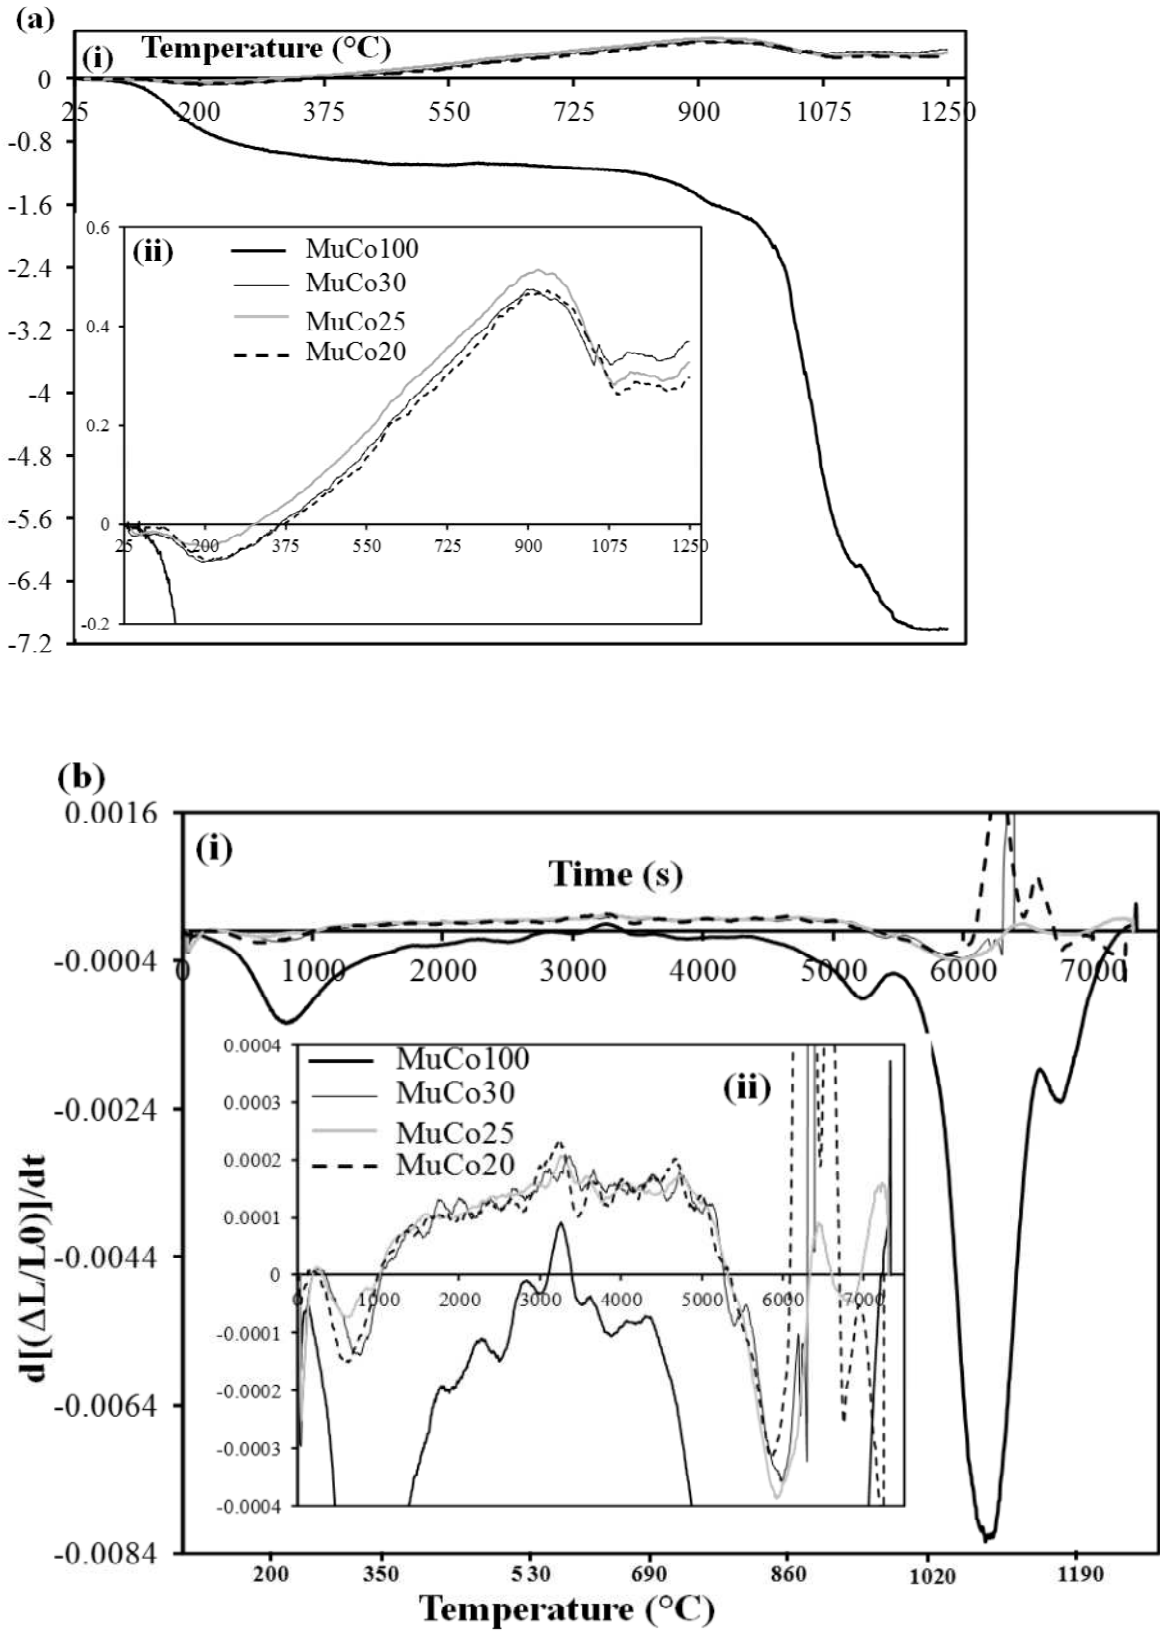 (a)
(i) Temperature (°C)
0
25 200 375 550 725 900 1075 1250
-0.8
-1.6
-2.4
-3.2
-4
-4.8
-5.6
-6.4
-7.2
0.6
(ii)
MuCo100
MuCo30
MuCo25
MuCo20
0.4
0.2
0
25 200 375 550 725 900 1075 1250
-0.2
(b)
0.0016
(i)
Time (s)
-0.0004
0 1000 2000 3000 4000 5000 6000 7000
-0.0024
-0.0044
-0.0064
-0.0084
d[(ΔL/L0)]/dt
0.0004
MuCo100
(ii)
0.0003
MuCo30
MuCo25
0.0002
MuCo20
0.0001
0
0 1000 2000 3000 4000 5000 6000 7000
-0.0001
-0.0002
-0.0003
-0.0004
200 350 530 690 860 1020 1190
Temperature (°C)